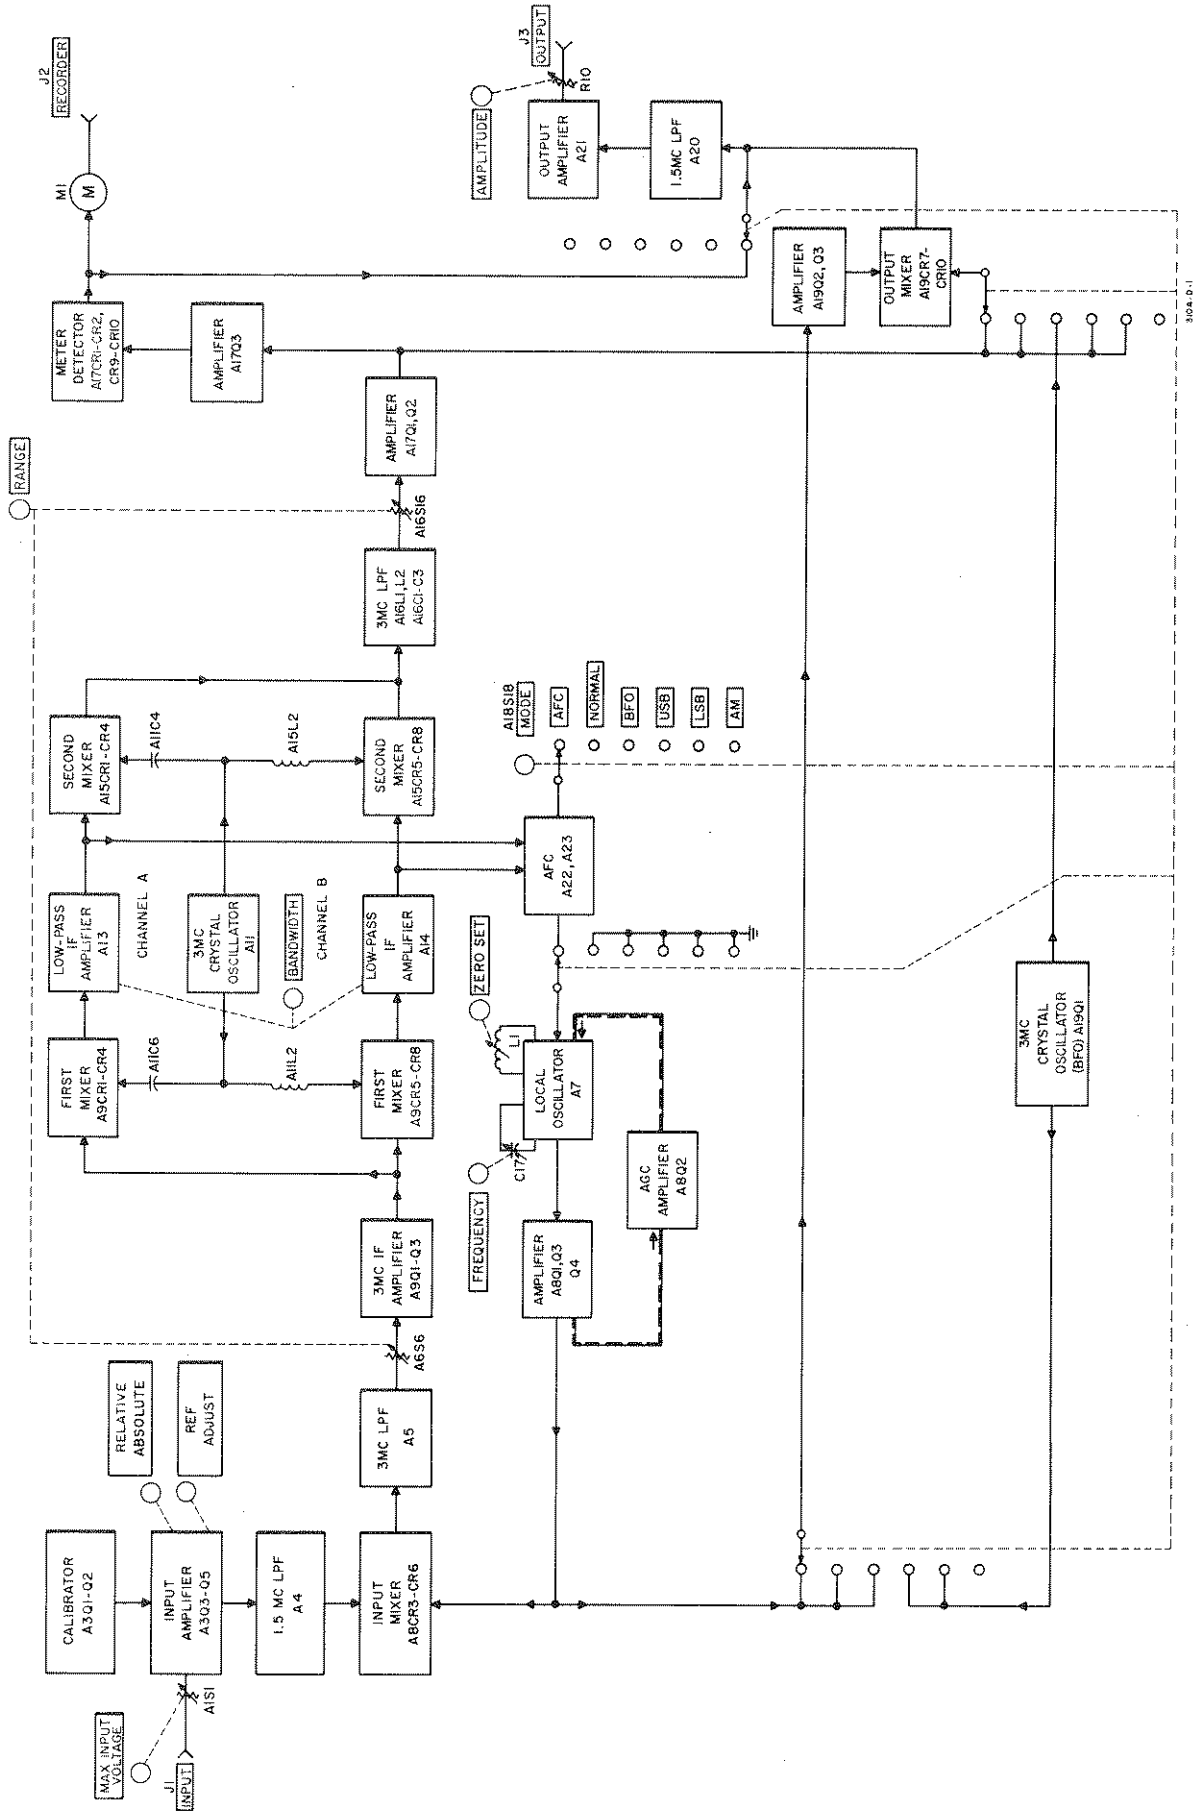 MAX INPUT
VOLTAGE
J1
INPUT
A1S1
CALIBRATOR
A3Q1-Q2
INPUT
AMPLIFIER
A3Q3-Q5
1.5 MC LPF
A4
INPUT
MIXER
A8CR3-CR6
RELATIVE
ABSOLUTE
REF
ADJUST
3MC LPF
A5
A6S6
3MC IF
AMPLIFIER
A9Q1-Q3
FIRST
MIXER
A9CR1-CR4
A11C6
A11L2
FIRST
MIXER
A9CR5-CR8
LOW-PASS
IF
AMPLIFIER
A13
CHANNEL A
3MC
CRYSTAL
OSCILLATOR
A11
BANDWIDTH
CHANNEL B
LOW-PASS
IF
AMPLIFIER
A14
SECOND
MIXER
A15CR1-CR4
A11C4
A15L2
SECOND
MIXER
A15CR5-CR8
3MC LPF
A16L1, L2
A16C1-C3
RANGE
A16S16
AMPLIFIER
A17Q1, Q2
AMPLIFIER
A17Q3
METER
DETECTOR
A17CR1-CR2,
CR9-CR10
M1
M
J2
RECORDER
FREQUENCY
C17
AMPLIFIER
A8Q1, Q3
Q4
ZERO SET
L1
LOCAL
OSCILLATOR
A7
AGC
AMPLIFIER
A8Q2
AFC
A22, A23
A18S18
MODE
AFC
NORMAL
BFO
USB
LSB
AM
AMPLITUDE
J3
OUTPUT
R10
OUTPUT
AMPLIFIER
A21
1.5MC LPF
A20
AMPLIFIER
A19Q2, Q3
OUTPUT
MIXER
A19CR7-
CR10
3MC
CRYSTAL
OSCILLATOR
(BFO) A19Q1
310A-D-1